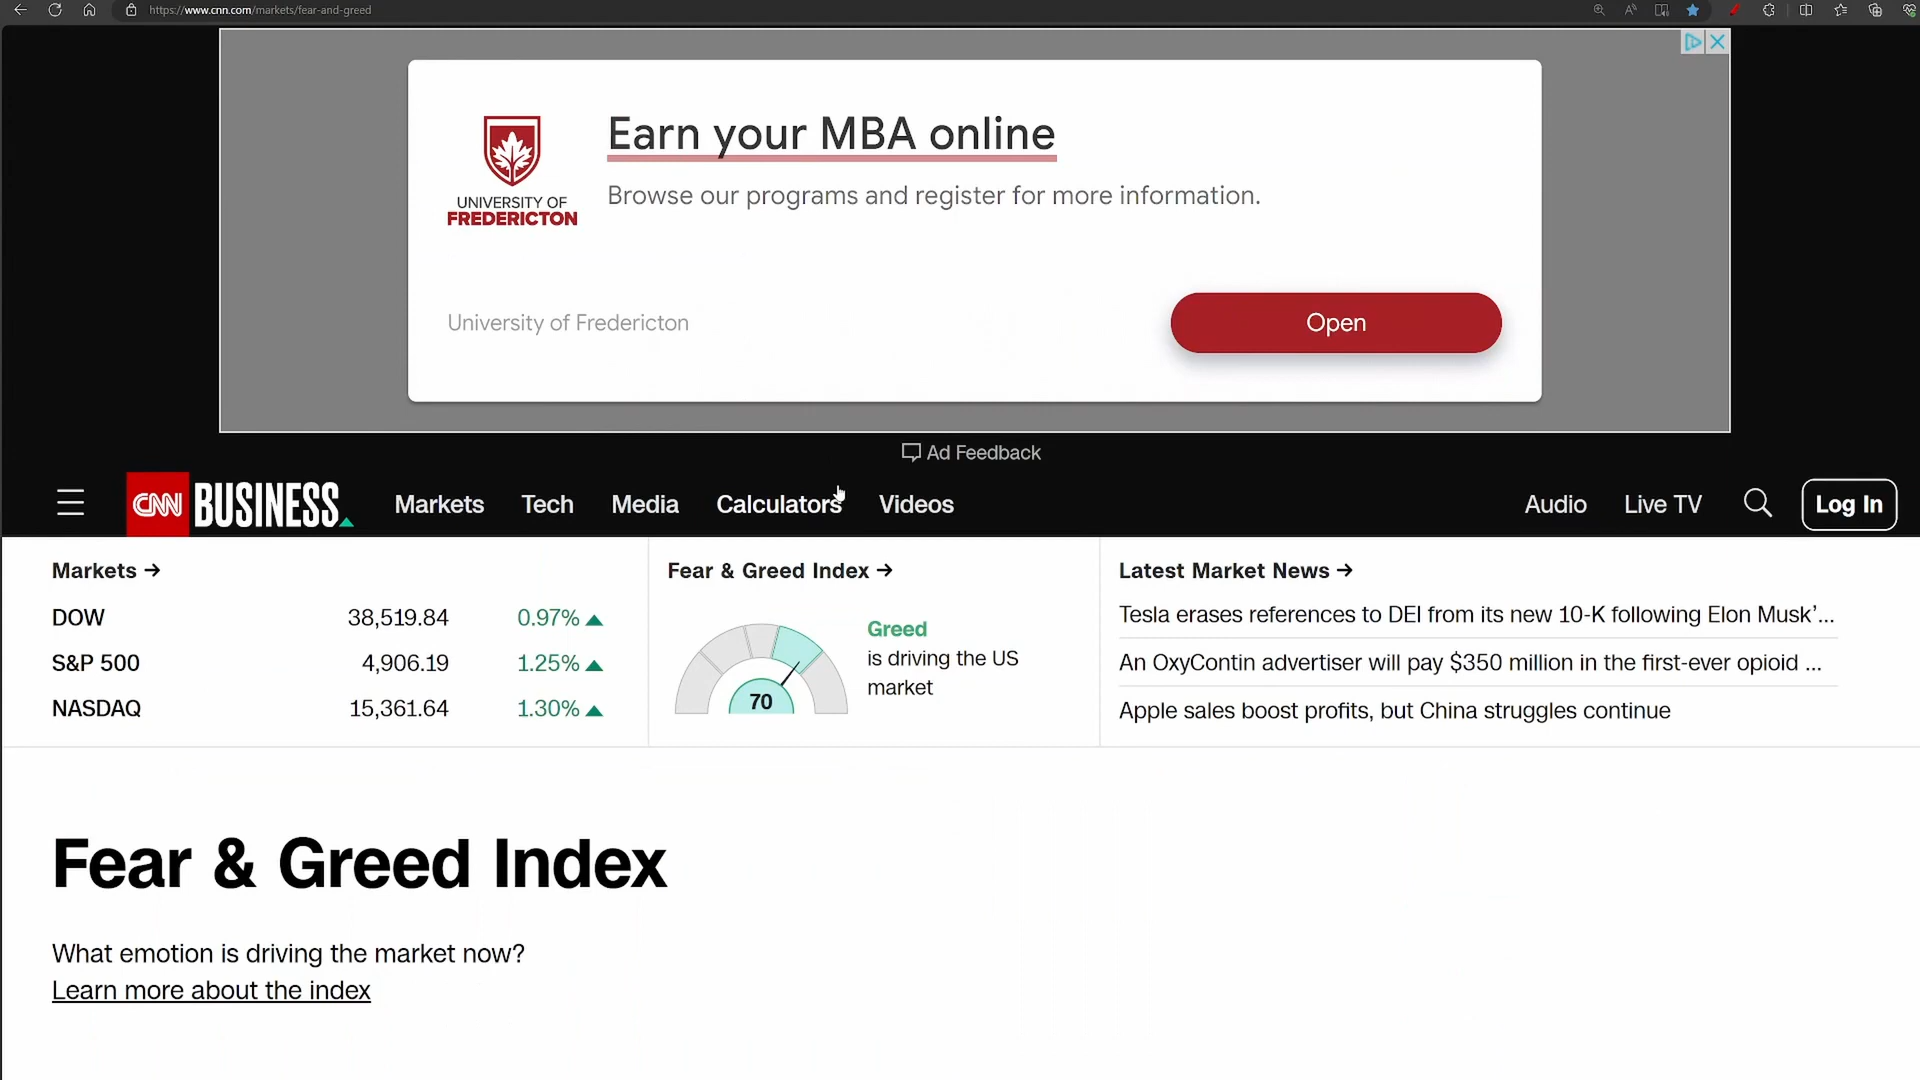 https://www.cnn.com/markets/fear-and-greed
Earn your MBA online
Browse our programs and register for more information.
UNIVERSITY OF
FREDERICTON
University of Fredericton
Open
Ad Feedback
CNN BUSINESS
Markets
Tech
Media
Calculators
Videos
Audio
Live TV
Log In
Markets →
DOW 38,519.84 0.97% ▲
S&P 500 4,906.19 1.25% ▲
NASDAQ 15,361.64 1.30% ▲
Fear & Greed Index →
70
Greed
is driving the US
market
Latest Market News →
Tesla erases references to DEI from its new 10-K following Elon Musk’...
An OxyContin advertiser will pay $350 million in the first-ever opioid ...
Apple sales boost profits, but China struggles continue
Fear & Greed Index
What emotion is driving the market now?
Learn more about the index